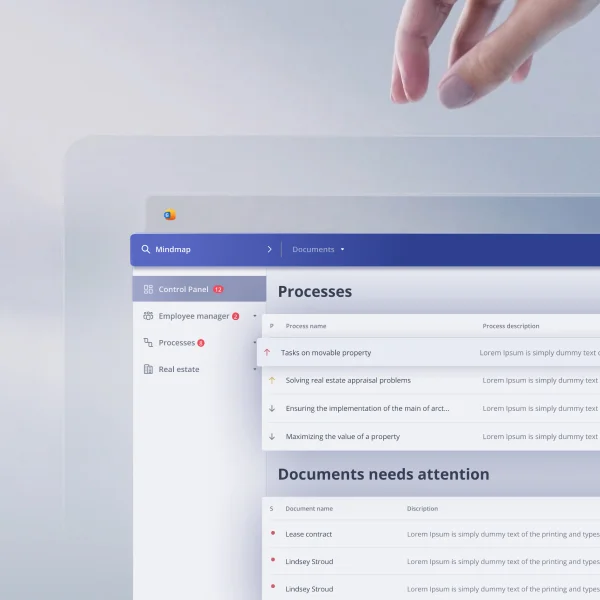 Mindmap
Documents
Control Panel 12
Employee manager 2
Processes
Real estate
Processes
P Process name Process description
Tasks on movable property Lorem Ipsum is simply dummy text
Solving real estate appraisal problems Lorem Ipsum is simply dummy text
Ensuring the implementation of the main of arct... Lorem Ipsum is simply dummy text
Maximizing the value of a property Lorem Ipsum is simply dummy text
Documents needs attention
S Document name Discription
Lease contract Lorem Ipsum is simply dummy text of the printing and types
Lindsey Stroud Lorem Ipsum is simply dummy text of the printing and types
Lindsey Stroud Lorem Ipsum is simply dummy text of the printing and types